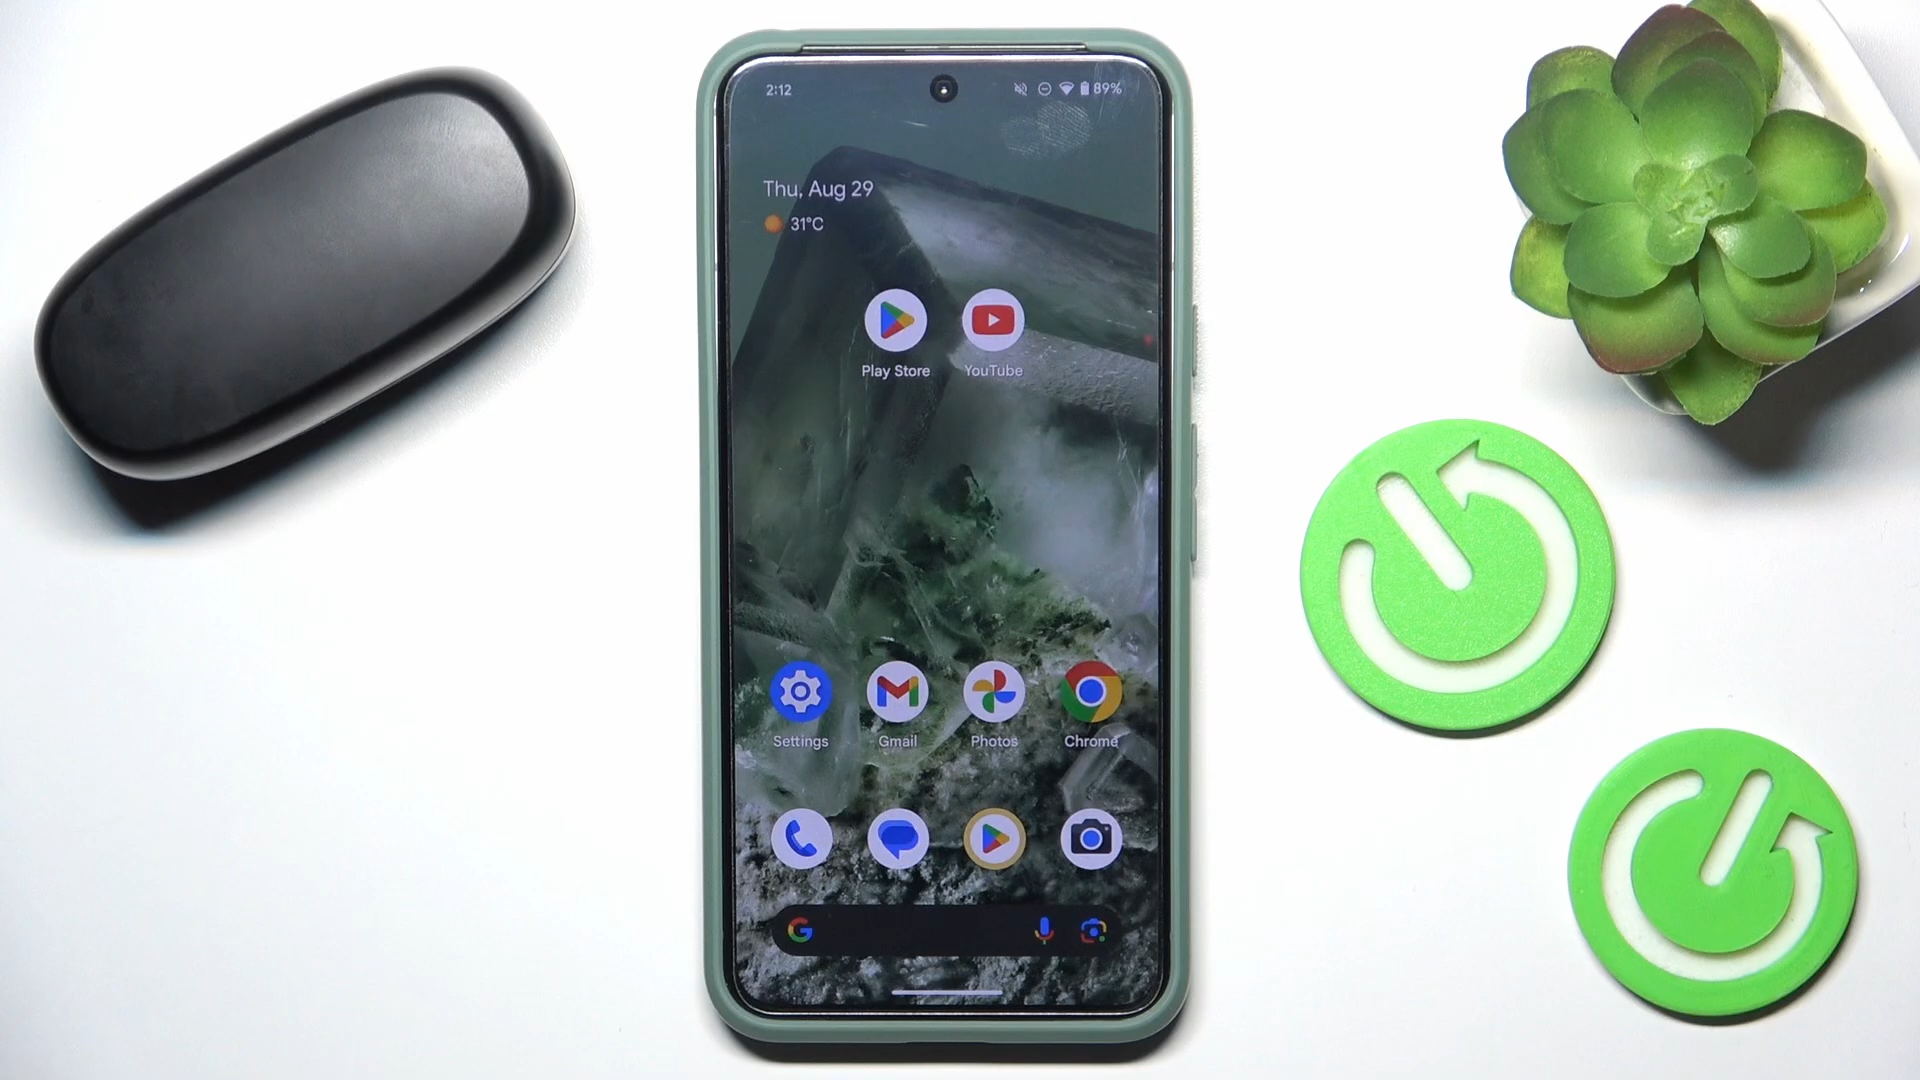 2:12
89%
Thu, Aug 29
31°C
Play Store
YouTube
Settings
Gmail
Photos
Chrome
G